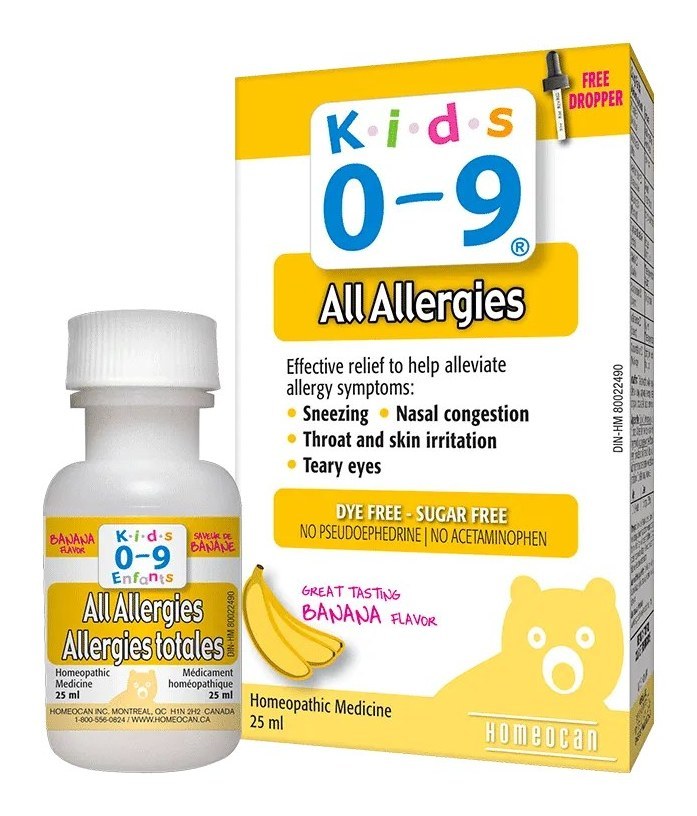 FREE
DROPPER
K·i·d·s
0-9®
All Allergies
Effective relief to help alleviate
allergy symptoms:
• Sneezing • Nasal congestion
• Throat and skin irritation
• Teary eyes
DYE FREE - SUGAR FREE
NO PSEUDOEPHEDRINE | NO ACETAMINOPHEN
GREAT TASTING
BANANA FLAVOR
Homeopathic Medicine
25 ml
HOMEOCAN
DIN-HM 80022490
BANANA
FLAVOR
K·i·d·s
0-9
Enfants
SAVEUR DE
BANANE
All Allergies
Allergies totales
DIN-HM 80022490
Homeopathic
Medicine
25 ml
Médicament
homéopathique
25 ml
HOMEOCAN INC. MONTREAL, QC H1N 2H2 CANADA
1-800-556-0824 / WWW.HOMEOCAN.CA